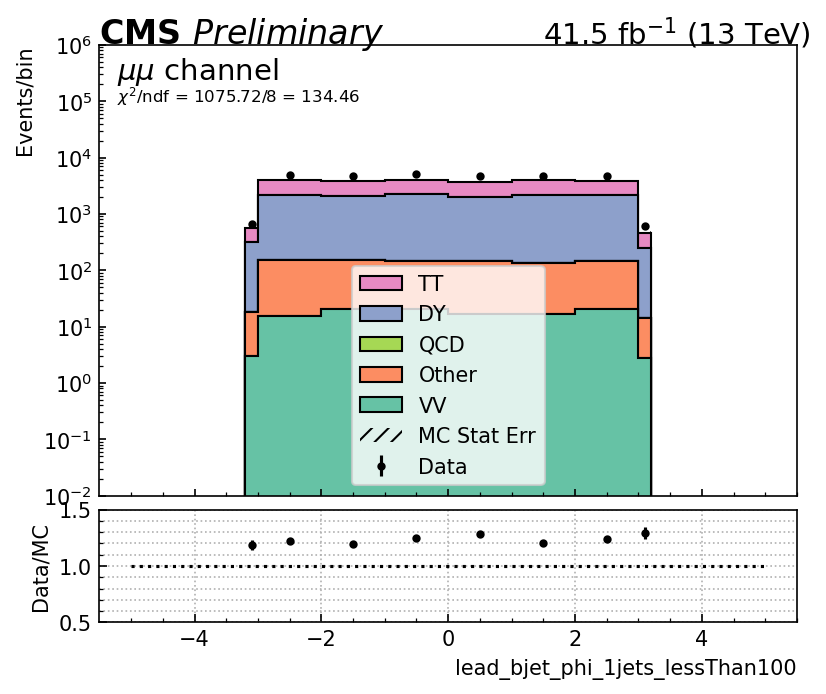 CMS Preliminary 41.5 fb⁻¹ (13 TeV)
μμ channel
χ²/ndf = 1075.72/8 = 134.46
Events/bin
10⁶
10⁵
10⁴
10³
10²
10¹
10⁰
10⁻¹
10⁻²
TT
DY
QCD
Other
VV
MC Stat Err
Data
Data/MC
1.5
1.0
0.5
−4 −2 0 2 4
lead_bjet_phi_1jets_lessThan100